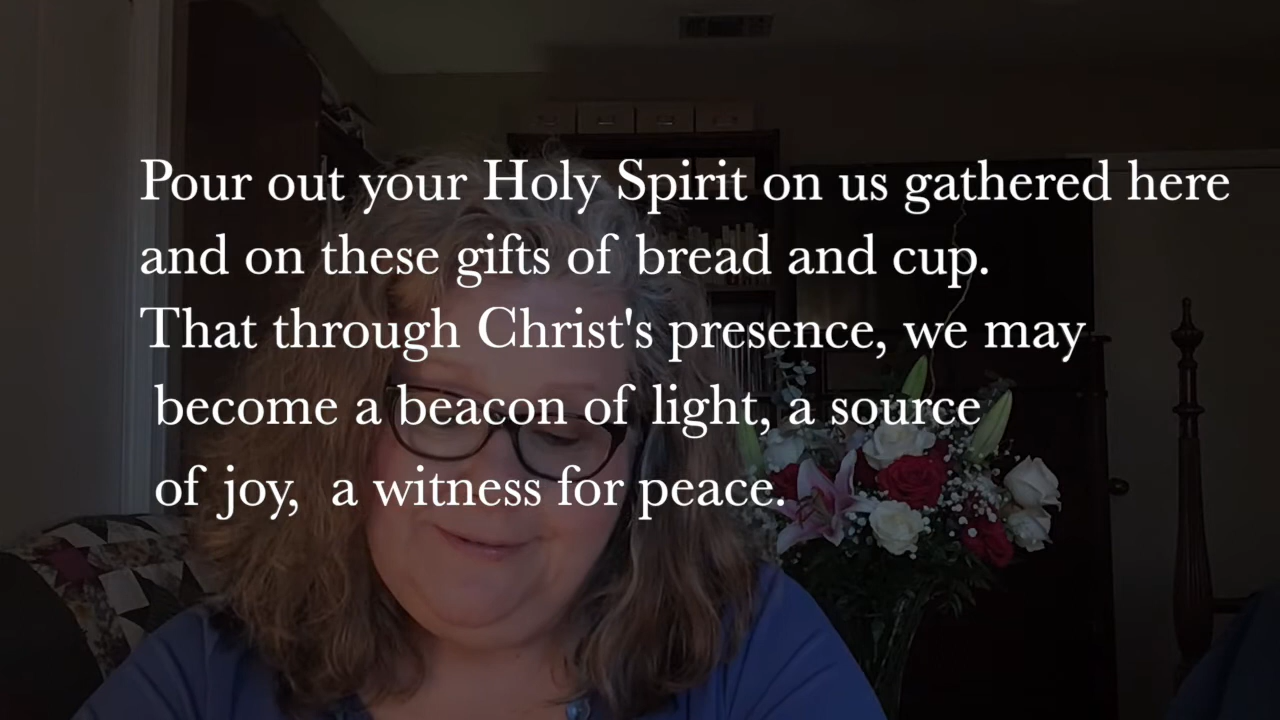 Pour out your Holy Spirit on us gathered here
and on these gifts of bread and cup.
That through Christ's presence, we may
become a beacon of light, a source
of joy, a witness for peace.